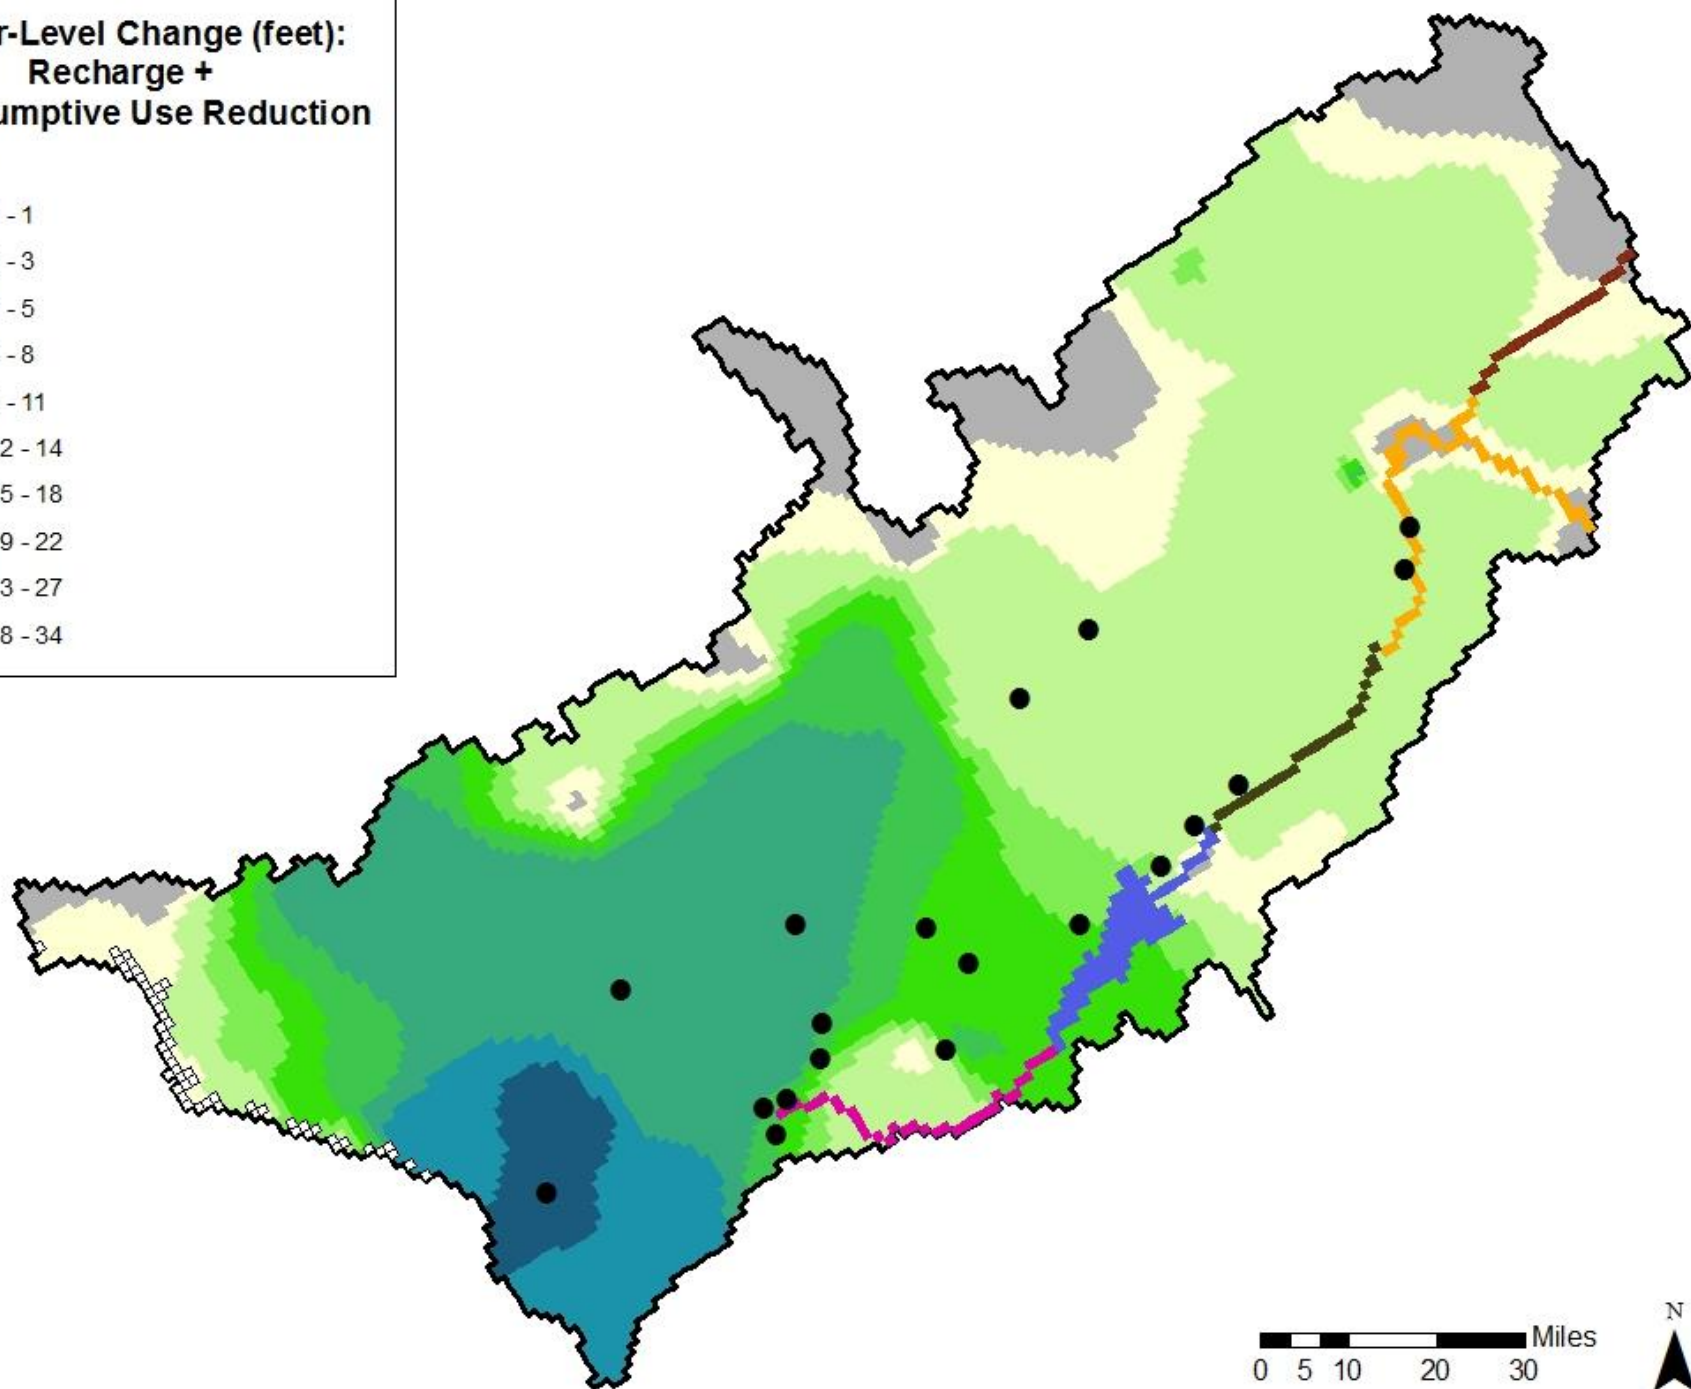 r-Level Change (feet):
Recharge +
umptive Use Reduction
- 1
- 3
- 5
- 8
- 11
2 - 14
5 - 18
9 - 22
3 - 27
8 - 34
N
Miles
0 5 10 20 30